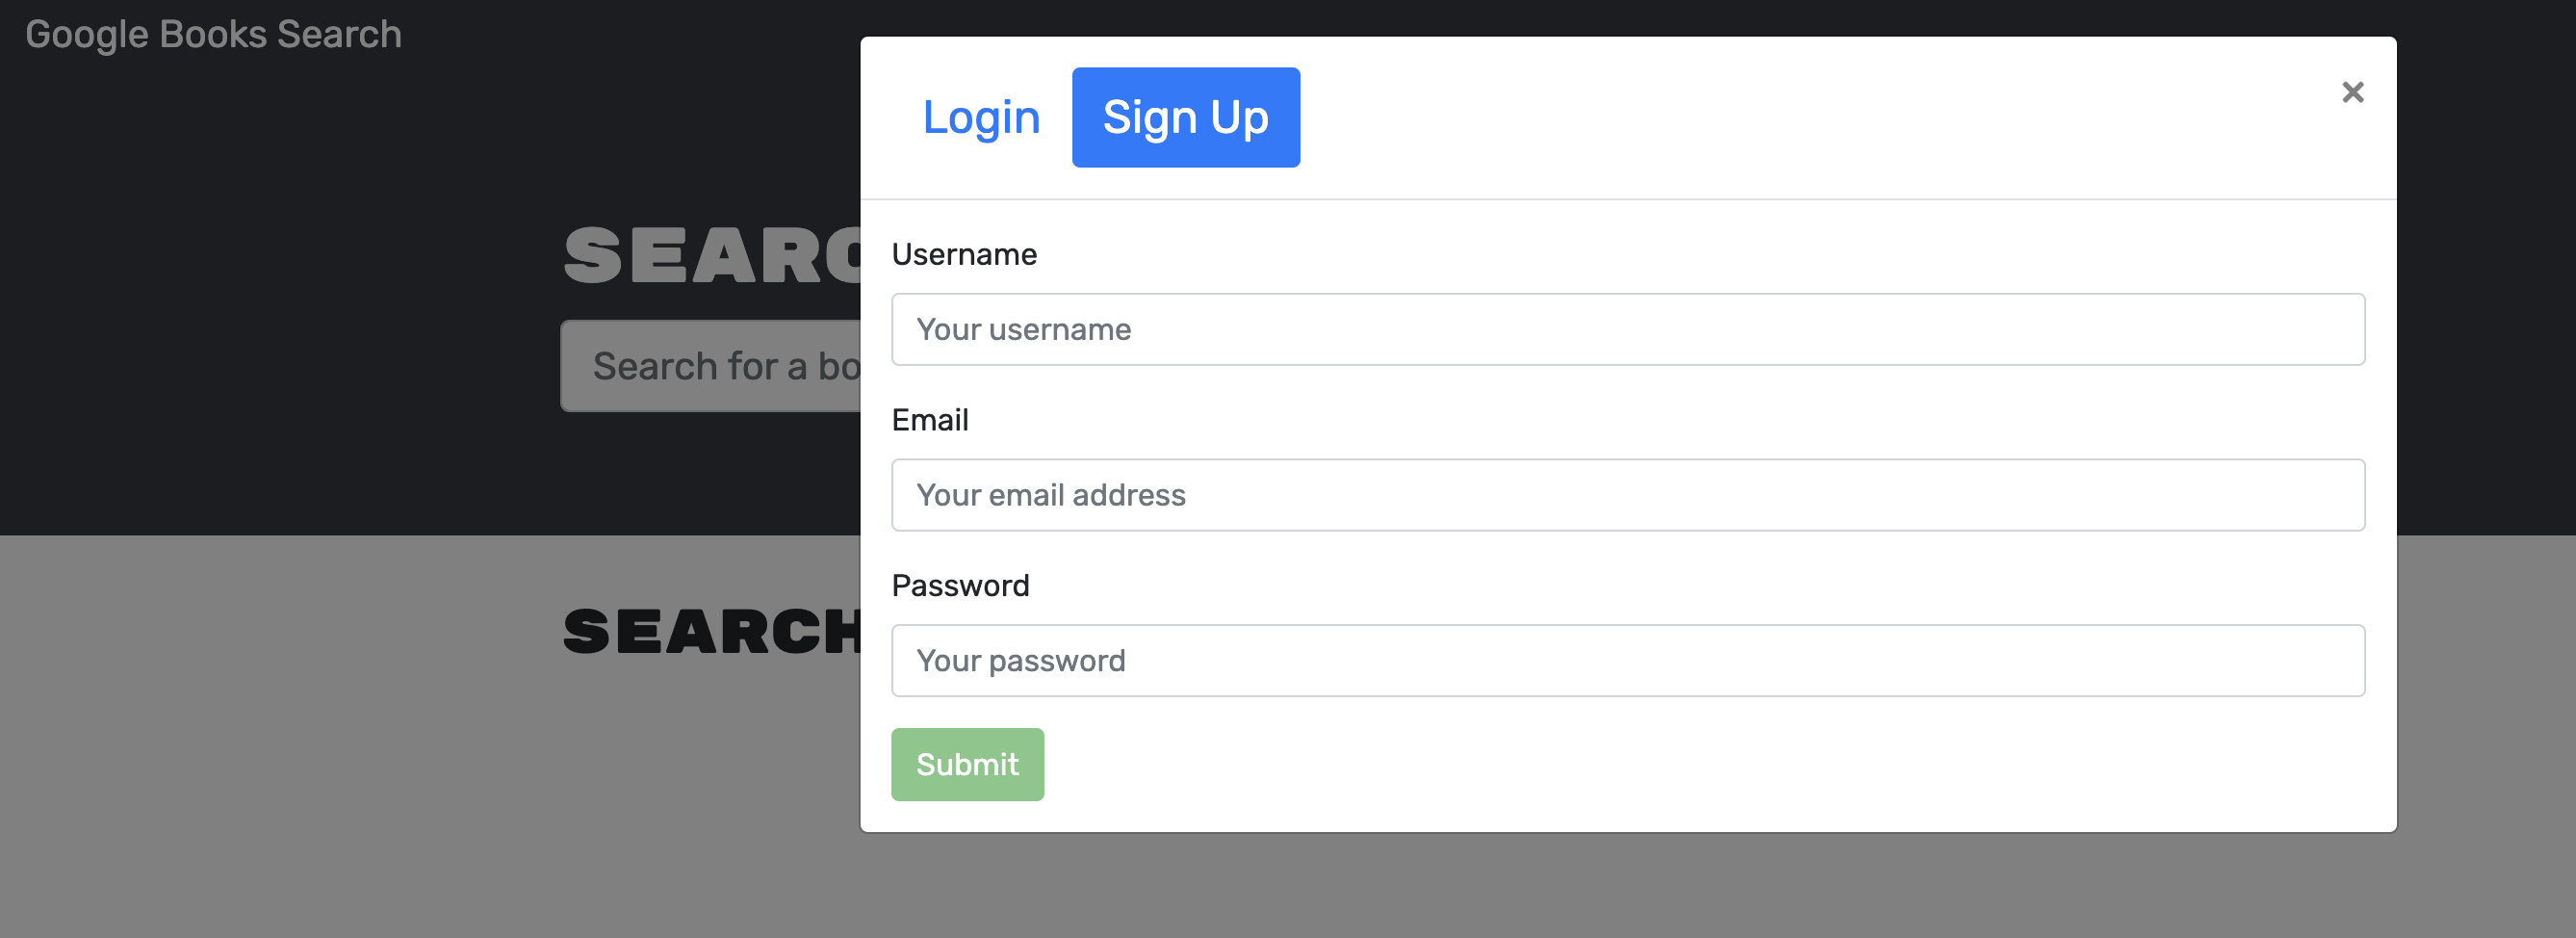 Google Books Search
Login
Sign Up
×
SEARC
Search for a bo
SEARCH
Username
Your username
Email
Your email address
Password
Your password
Submit